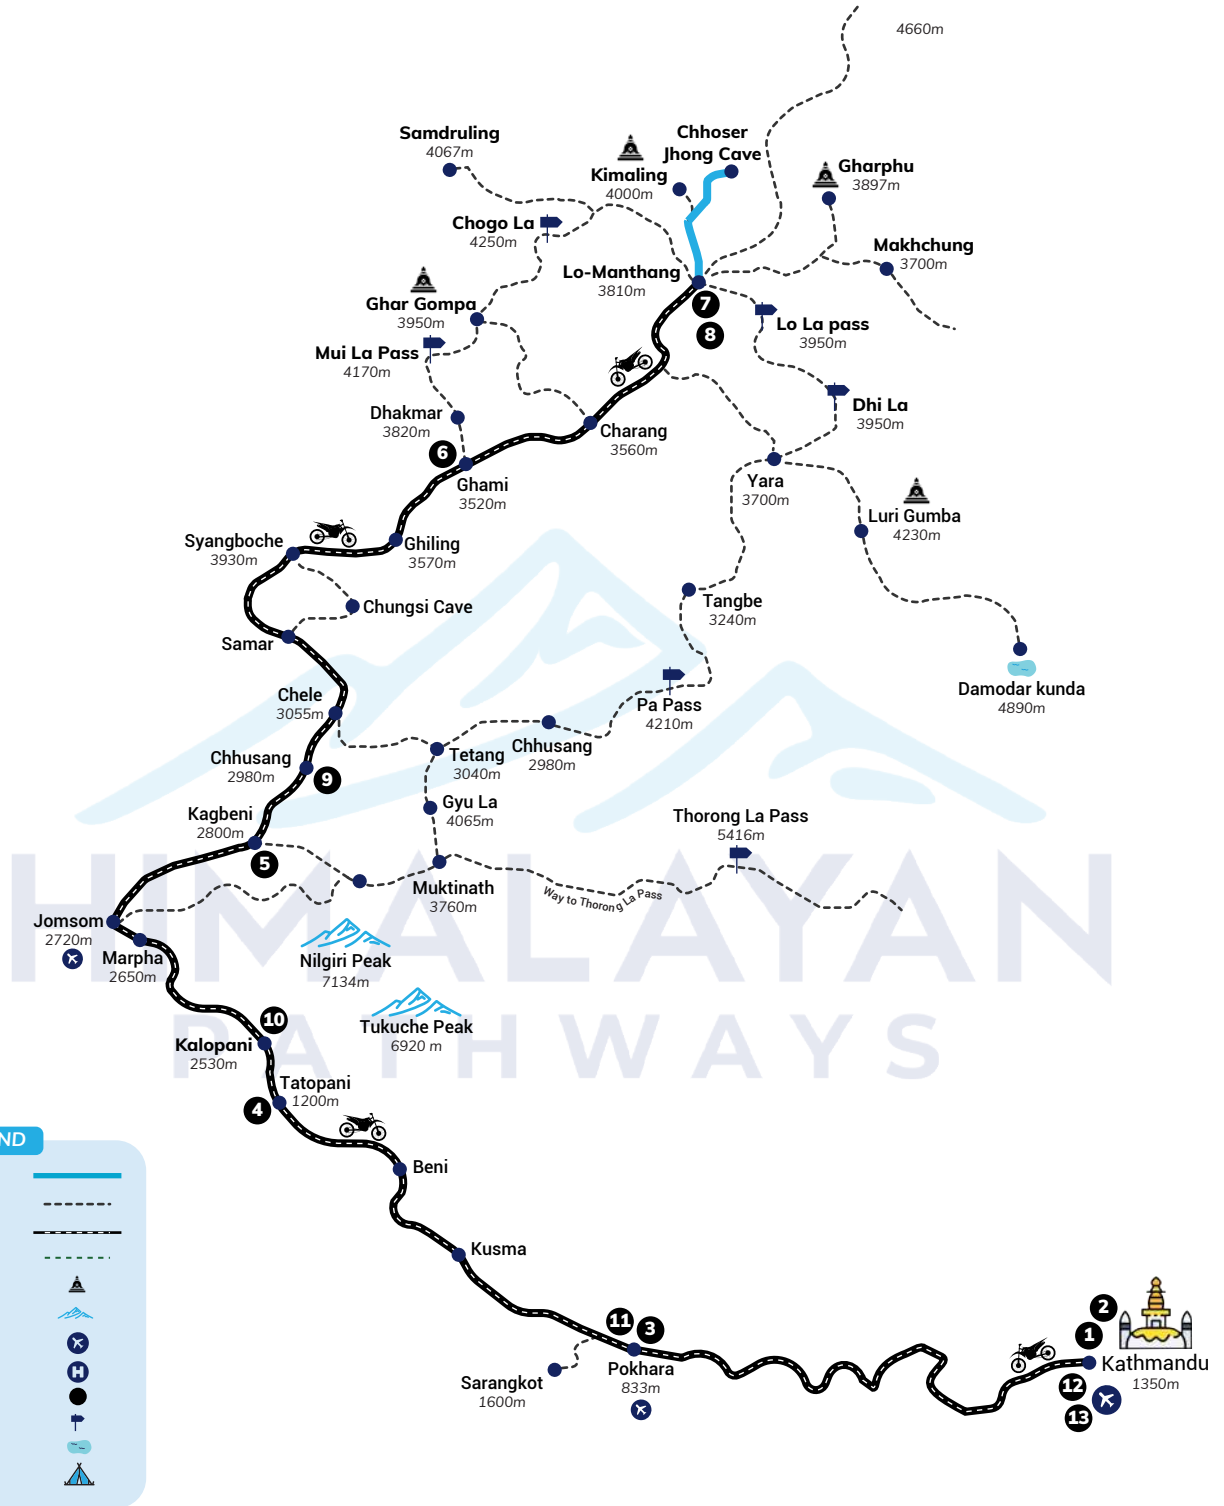 4660m
Samdruling
4067m
Chhoser
Jhong Cave
Kimaling
4000m
Gharphu
3897m
Chogo La
4250m
Makhchung
3700m
Lo-Manthang
3810m
7
8
Ghar Gompa
3950m
Lo La pass
3950m
Mui La Pass
4170m
Dhi La
3950m
Dhakmar
3820m
Charang
3560m
6
Ghami
3520m
Yara
3700m
Luri Gumba
4230m
Syangboche
3930m
Ghiling
3570m
Chungsi Cave
Tangbe
3240m
Samar
Chele
3055m
Pa Pass
4210m
Damodar kunda
4890m
Chhusang
2980m
9
Tetang
3040m
Chhusang
2980m
Kagbeni
2800m
5
Gyu La
4065m
Thorong La Pass
5416m
Muktinath
3760m
Way to Thorong La Pass
HIMALAYAN
PATHWAYS
Jomsom
2720m
Marpha
2650m
Nilgiri Peak
7134m
Tukuche Peak
6920 m
10
Kalopani
2530m
Tatopani
1200m
4
ND
H
Beni
Kusma
11
3
Pokhara
833m
Sarangkot
1600m
2
1
Kathmandu
1350m
12
13